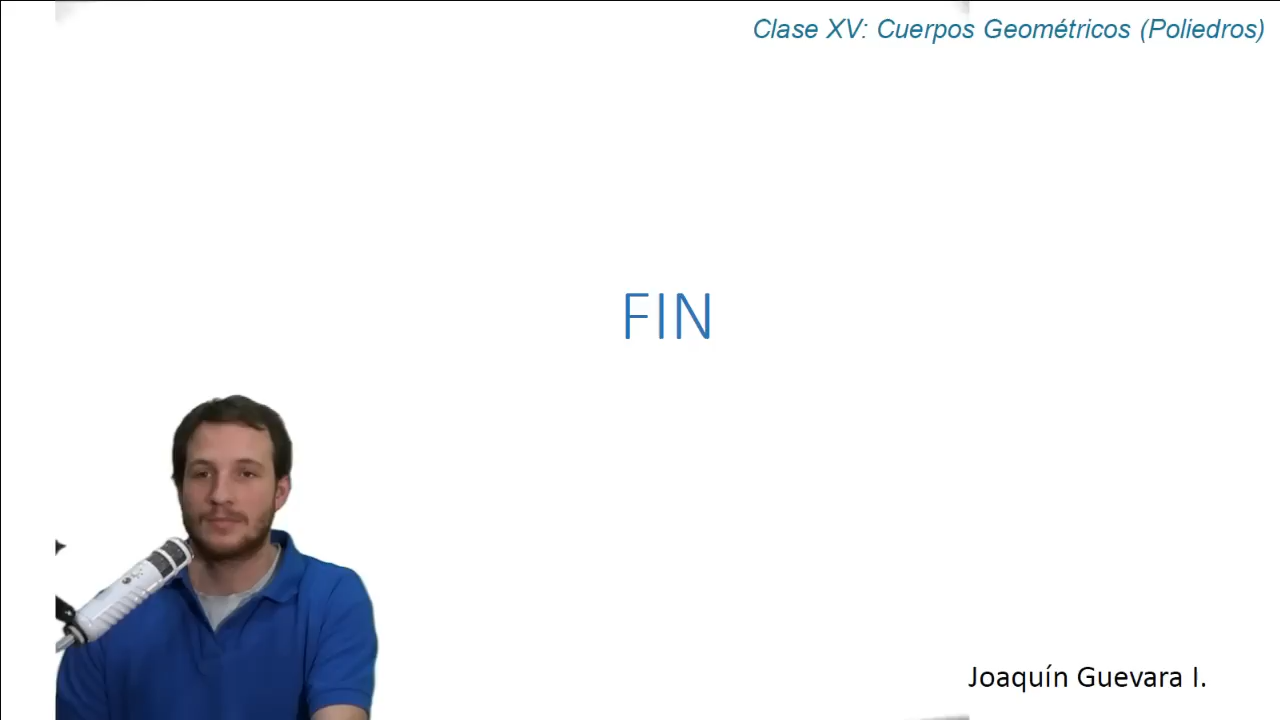 Clase XV: Cuerpos Geométricos (Poliedros)
FIN
Joaquín Guevara I.